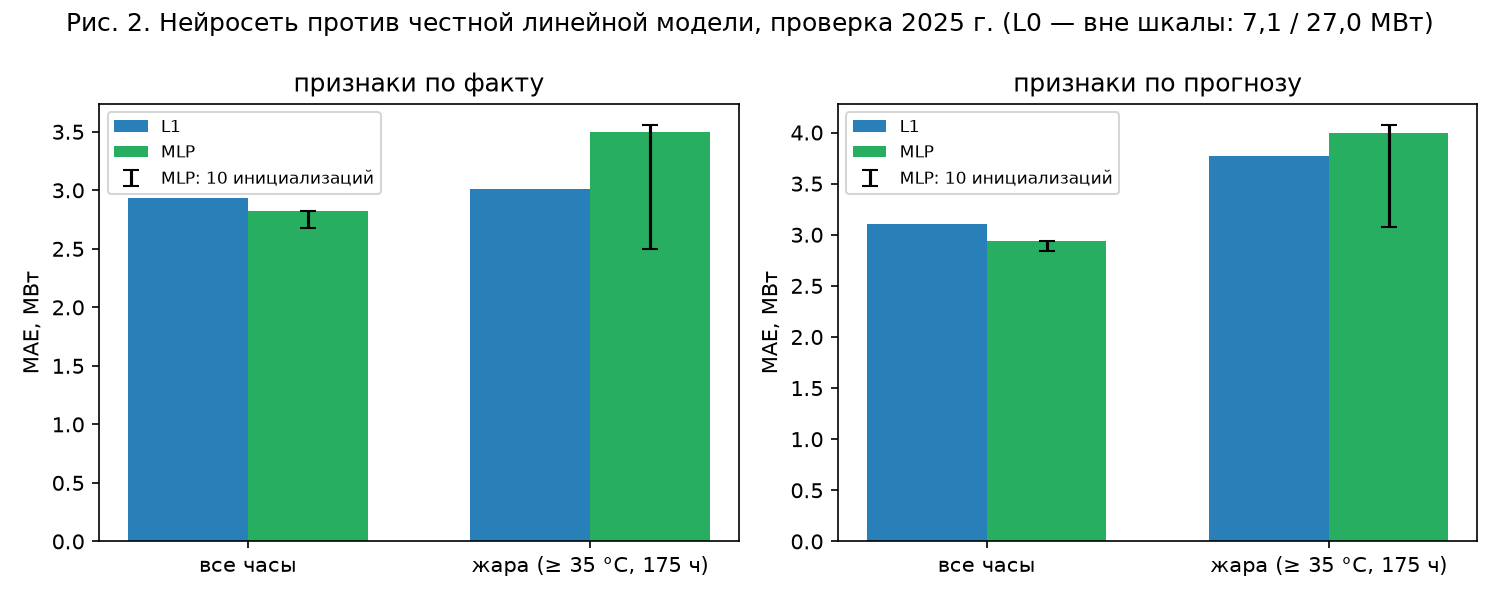 Рис. 2. Нейросеть против честной линейной модели, проверка 2025 г. (L0 — вне шкалы: 7,1 / 27,0 МВт)
признаки по факту
L1
MLP
MLP: 10 инициализаций
MAE, МВт
3.5
3.0
2.5
2.0
1.5
1.0
0.5
0.0
все часы
жара (≥ 35 °C, 175 ч)
признаки по прогнозу
L1
MLP
MLP: 10 инициализаций
MAE, МВт
4.0
3.5
3.0
2.5
2.0
1.5
1.0
0.5
0.0
все часы
жара (≥ 35 °C, 175 ч)